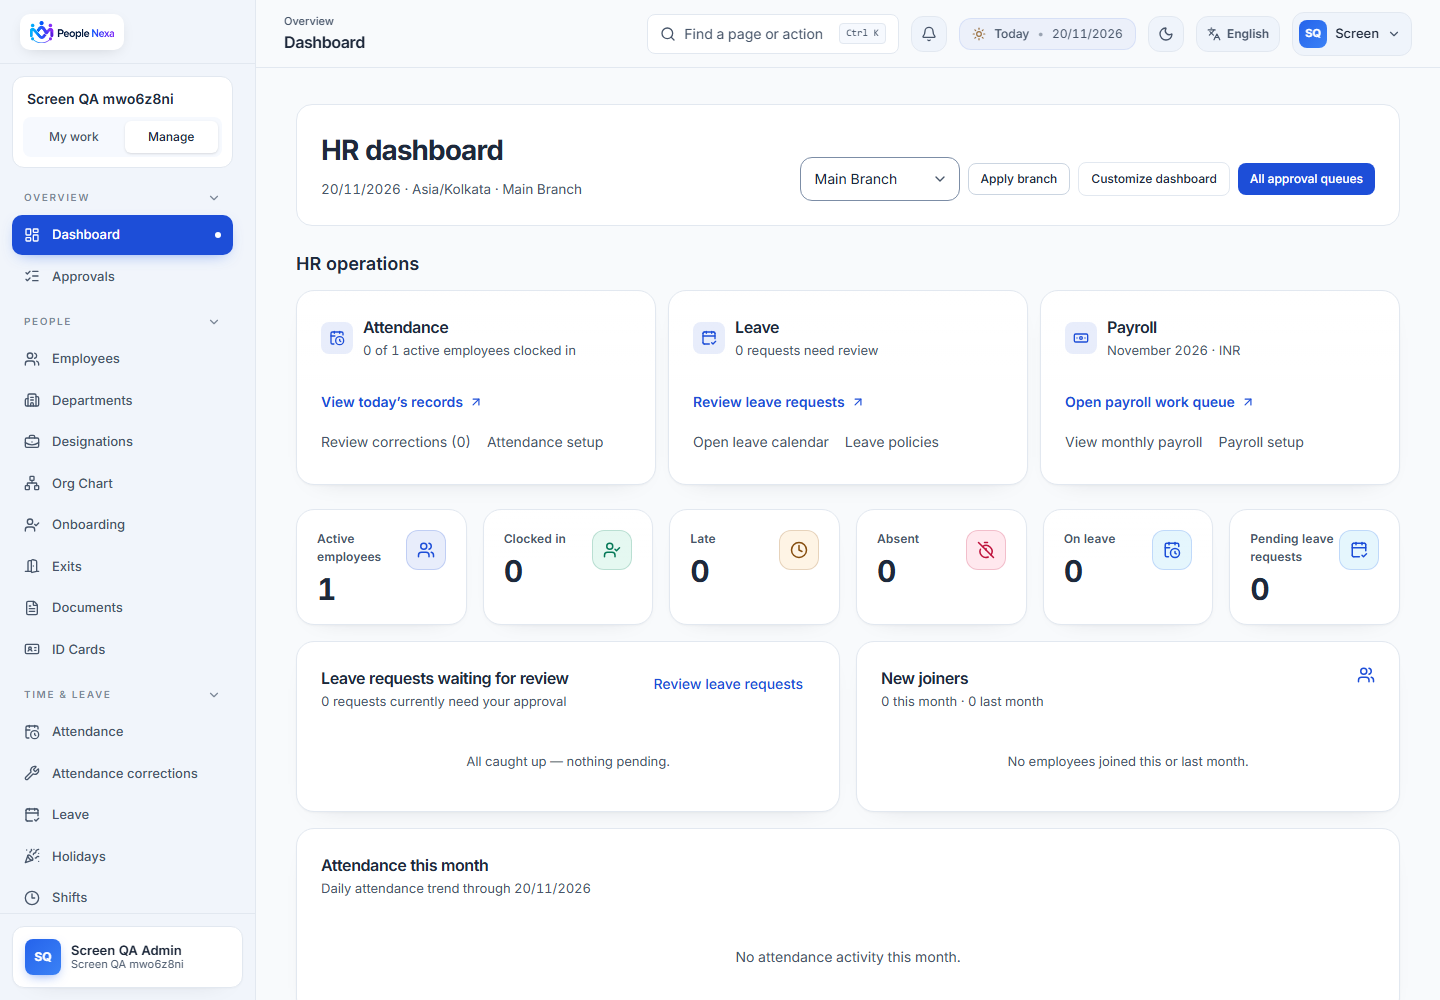 People Nexa
Overview
Dashboard
Find a page or action
Ctrl K
Today • 20/11/2026
English
SQ
Screen
Screen QA mwo6z8ni
My work
Manage
OVERVIEW
Dashboard
Approvals
PEOPLE
Employees
Departments
Designations
Org Chart
Onboarding
Exits
Documents
ID Cards
TIME & LEAVE
Attendance
Attendance corrections
Leave
Holidays
Shifts
SQ
Screen QA Admin
Screen QA mwo6z8ni
HR dashboard
20/11/2026 · Asia/Kolkata · Main Branch
Main Branch
Apply branch
Customize dashboard
All approval queues
HR operations
Attendance
0 of 1 active employees clocked in
View today’s records
Review corrections (0)
Attendance setup
Leave
0 requests need review
Review leave requests
Open leave calendar
Leave policies
Payroll
November 2026 · INR
Open payroll work queue
View monthly payroll
Payroll setup
Active
employees
1
Clocked in
0
Late
0
Absent
0
On leave
0
Pending leave
requests
0
Leave requests waiting for review
0 requests currently need your approval
Review leave requests
All caught up — nothing pending.
New joiners
0 this month · 0 last month
No employees joined this or last month.
Attendance this month
Daily attendance trend through 20/11/2026
No attendance activity this month.